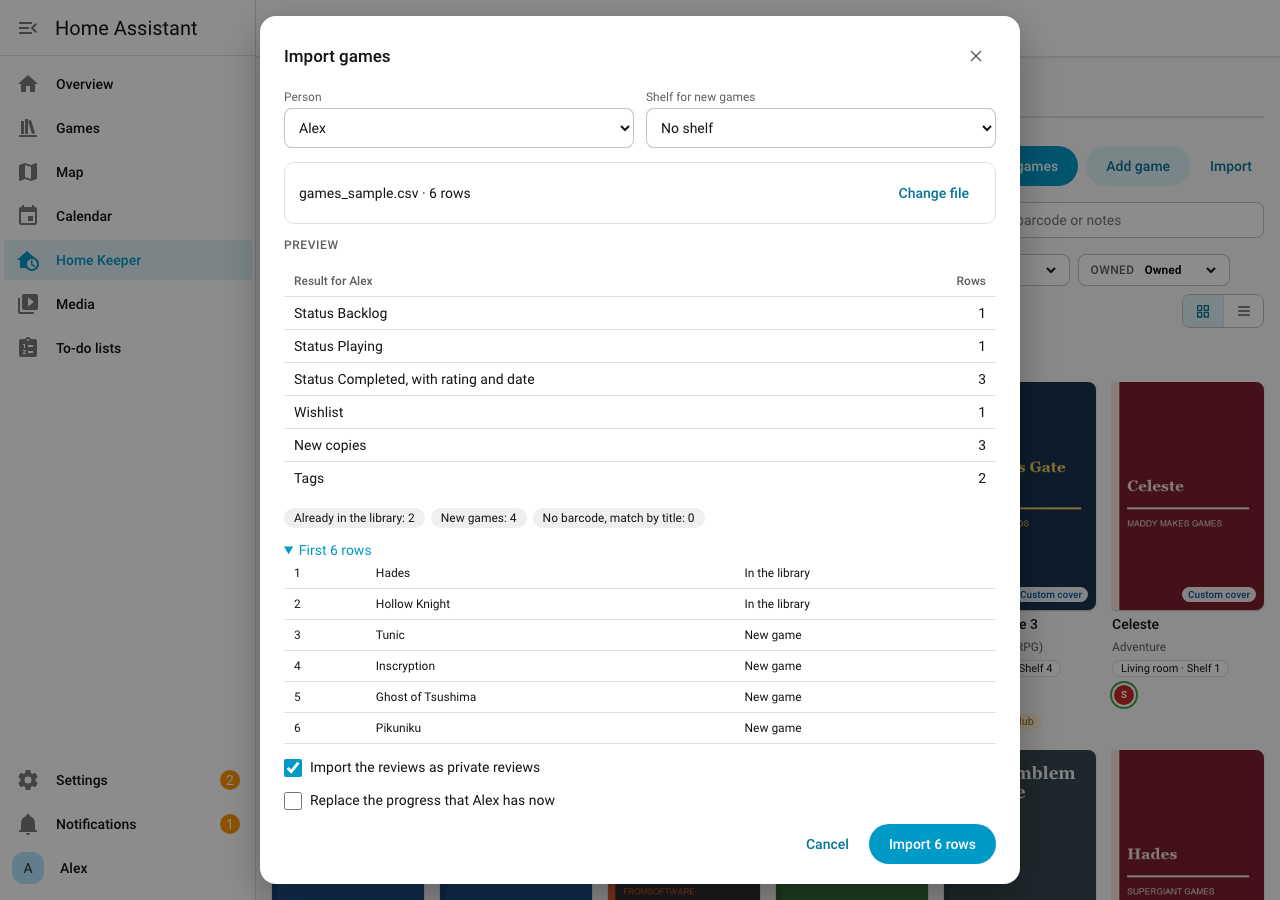 Home Assistant
Overview
Games
Map
Calendar
Home Keeper
Media
To-do lists
Settings 2
Notifications 1
A Alex
Import games
Person
Alex
Shelf for new games
No shelf
games_sample.csv · 6 rows
Change file
PREVIEW
Result for Alex Rows
Status Backlog 1
Status Playing 1
Status Completed, with rating and date 3
Wishlist 1
New copies 3
Tags 2
Already in the library: 2 New games: 4 No barcode, match by title: 0
First 6 rows
1 Hades In the library
2 Hollow Knight In the library
3 Tunic New game
4 Inscryption New game
5 Ghost of Tsushima New game
6 Pikuniku New game
Import the reviews as private reviews
Replace the progress that Alex has now
Cancel Import 6 rows
games Add game Import
barcode or notes
OWNED Owned
s Gate
Custom cover
e 3
RPG)
Shelf 4
Celeste
MADDY MAKES GAMES
Custom cover
Celeste
Adventure
Living room · Shelf 1
S
FROMSOFTWARE
Hades
SUPERGIANT GAMES